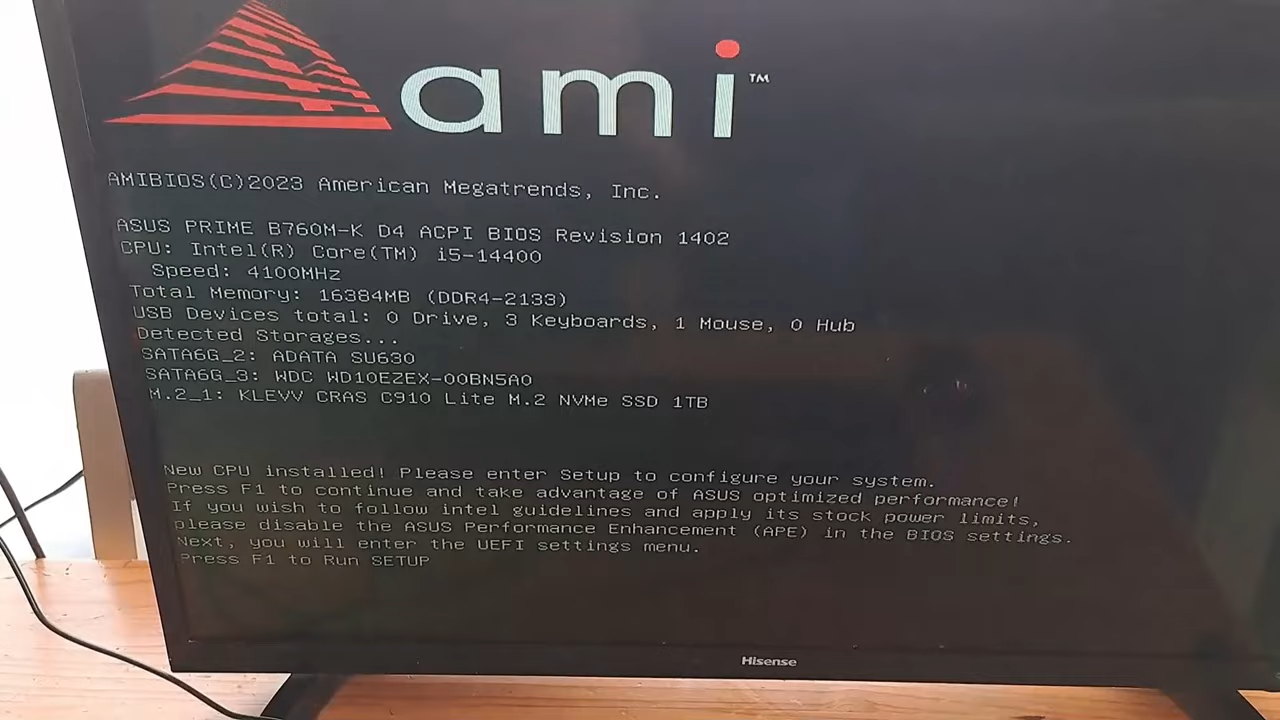 ami™
AMIBIOS(C)2023 American Megatrends, Inc.
ASUS PRIME B760M-K D4 ACPI BIOS Revision 1402
CPU: Intel(R) Core(TM) i5-14400
Speed: 4100MHz
Total Memory: 16384MB (DDR4-2133)
USB Devices total: 0 Drive, 3 Keyboards, 1 Mouse, 0 Hub
Detected Storages...
SATA6G_2: ADATA SU630
SATA6G_3: WDC WD10EZEX-00BN5A0
M.2_1: KLEVV CRAS C910 Lite M.2 NVMe SSD 1TB
New CPU installed! Please enter Setup to configure your system.
Press F1 to continue and take advantage of ASUS optimized performance!
If you wish to follow intel guidelines and apply its stock power limits,
please disable the ASUS Performance Enhancement (APE) in the BIOS settings.
Next, you will enter the UEFI settings menu.
Press F1 to Run SETUP
Hisense